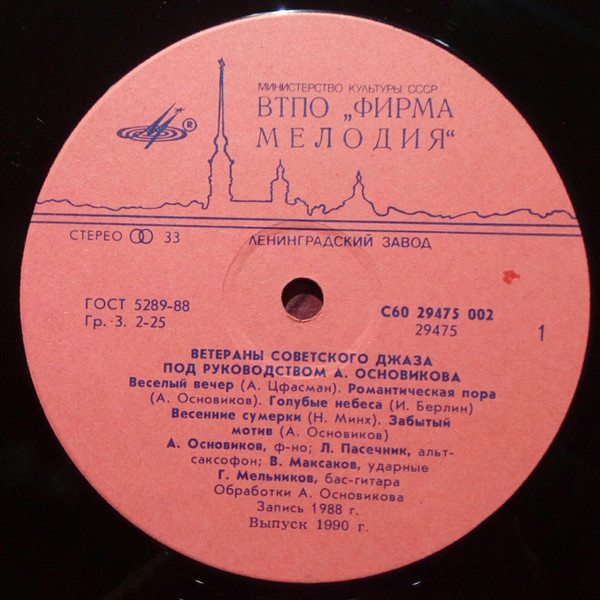 МИНИСТЕРСТВО КУЛЬТУРЫ СССР
ВТПО „ФИРМА
МЕЛОДИЯ“
®
СТЕРЕО 33
ЛЕНИНГРАДСКИЙ ЗАВОД
ГОСТ 5289-88
Гр. 3. 2-25
С60 29475 002
29475
1
ВЕТЕРАНЫ СОВЕТСКОГО ДЖАЗА
ПОД РУКОВОДСТВОМ А. ОСНОВИКОВА
Веселый вечер (А. Цфасман). Романтическая пора
(А. Основиков). Голубые небеса (И. Берлин)
Весенние сумерки (Н. Минх). Забытый
мотив (А. Основиков)
А. Основиков, ф-но; Л. Пасечник, альт-
саксофон; В. Максаков, ударные
Г. Мельников, бас-гитара
Обработки А. Основикова
Запись 1988 г.
Выпуск 1990 г.